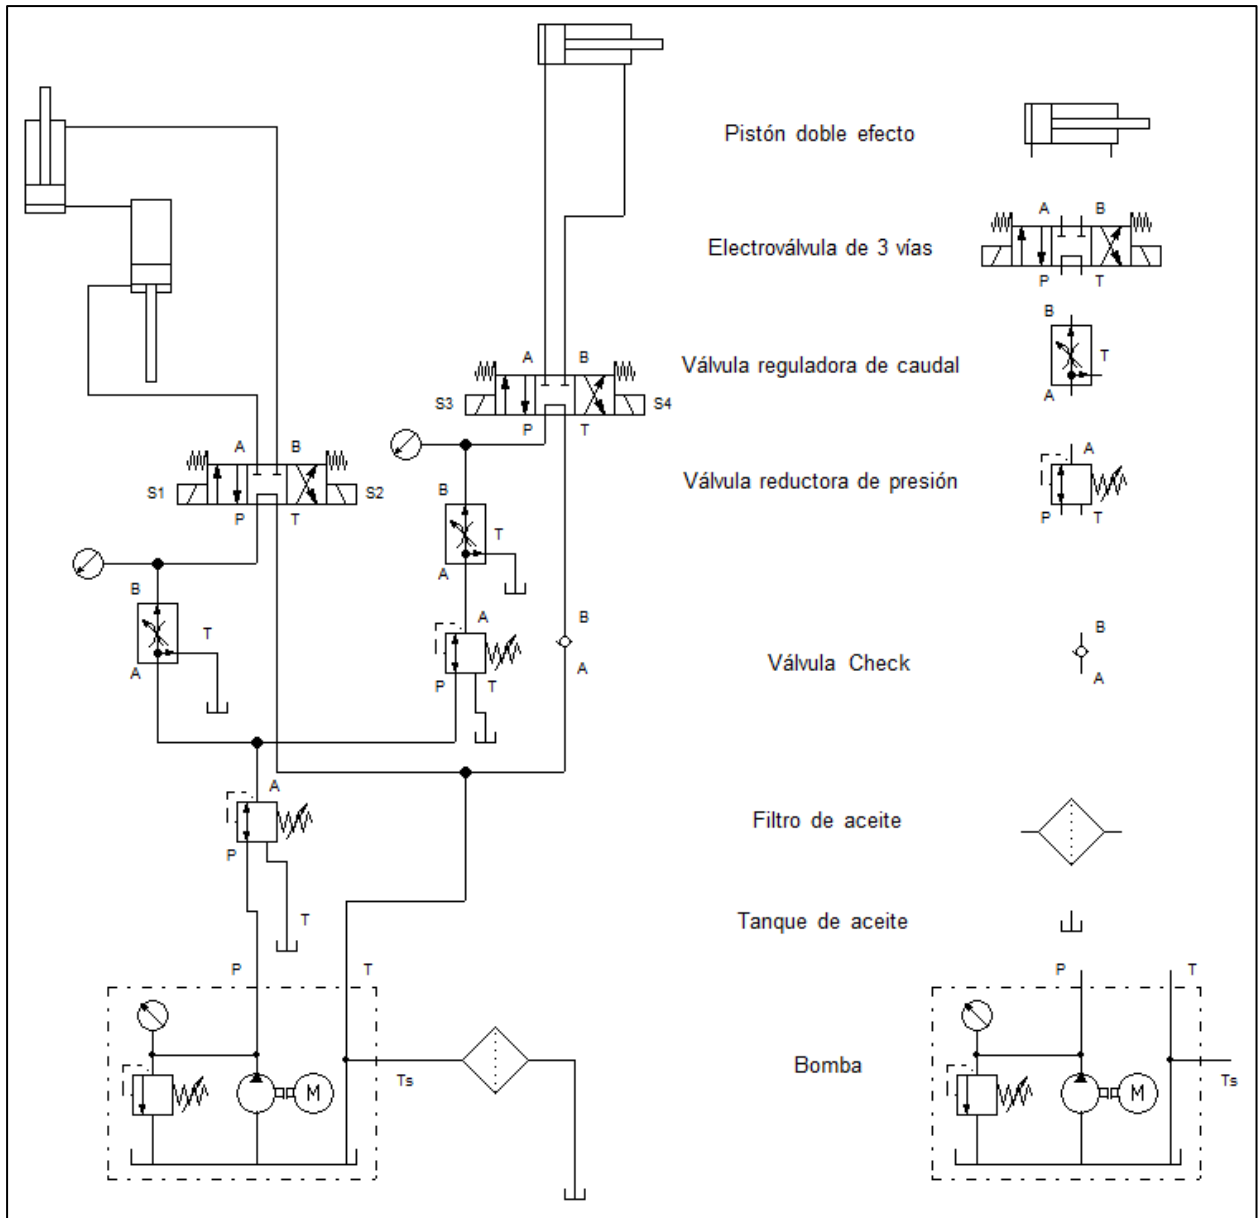 Pistón doble efecto
A B
Electroválvula de 3 vías
P T
B
A B
Válvula reguladora de caudal
T
S3 S4
A
P T
A B
A
Válvula reductora de presión
S1 S2
B
P T
P T
T
A
B
A B
B
T
Válvula Check
A
P T
A
A
A
Filtro de aceite
P
T
Tanque de aceite
P T
P T
Bomba
Ts
Ts
M
M